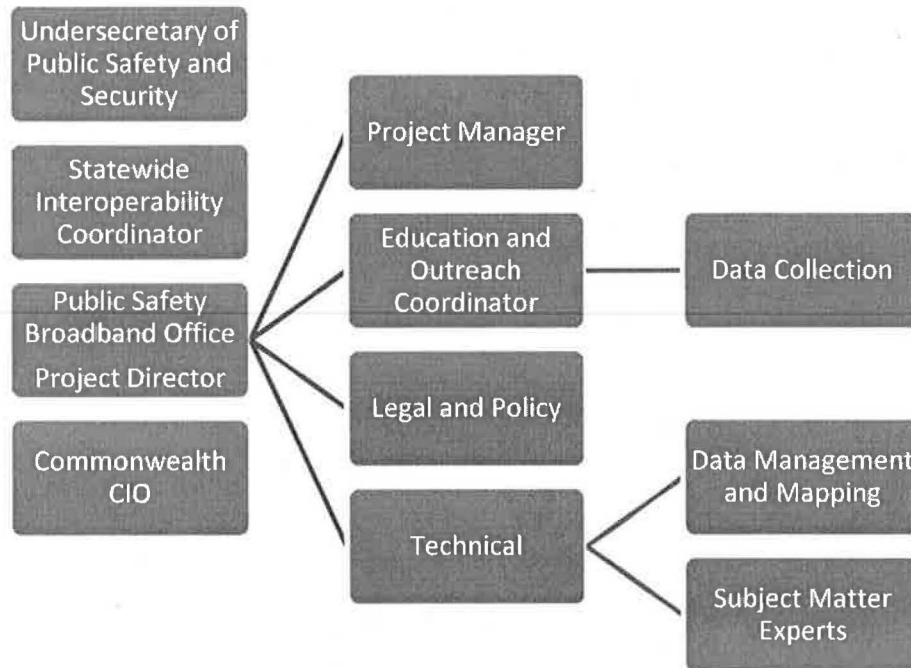 Undersecretary of
Public Safety and
Security
Statewide
Interoperability
Coordinator
Public Safety
Broadband Office
Project Director
Commonwealth
CIO
Project Manager
Education and
Outreach
Coordinator
Legal and Policy
Technical
Data Collection
Data Management
and Mapping
Subject Matter
Experts